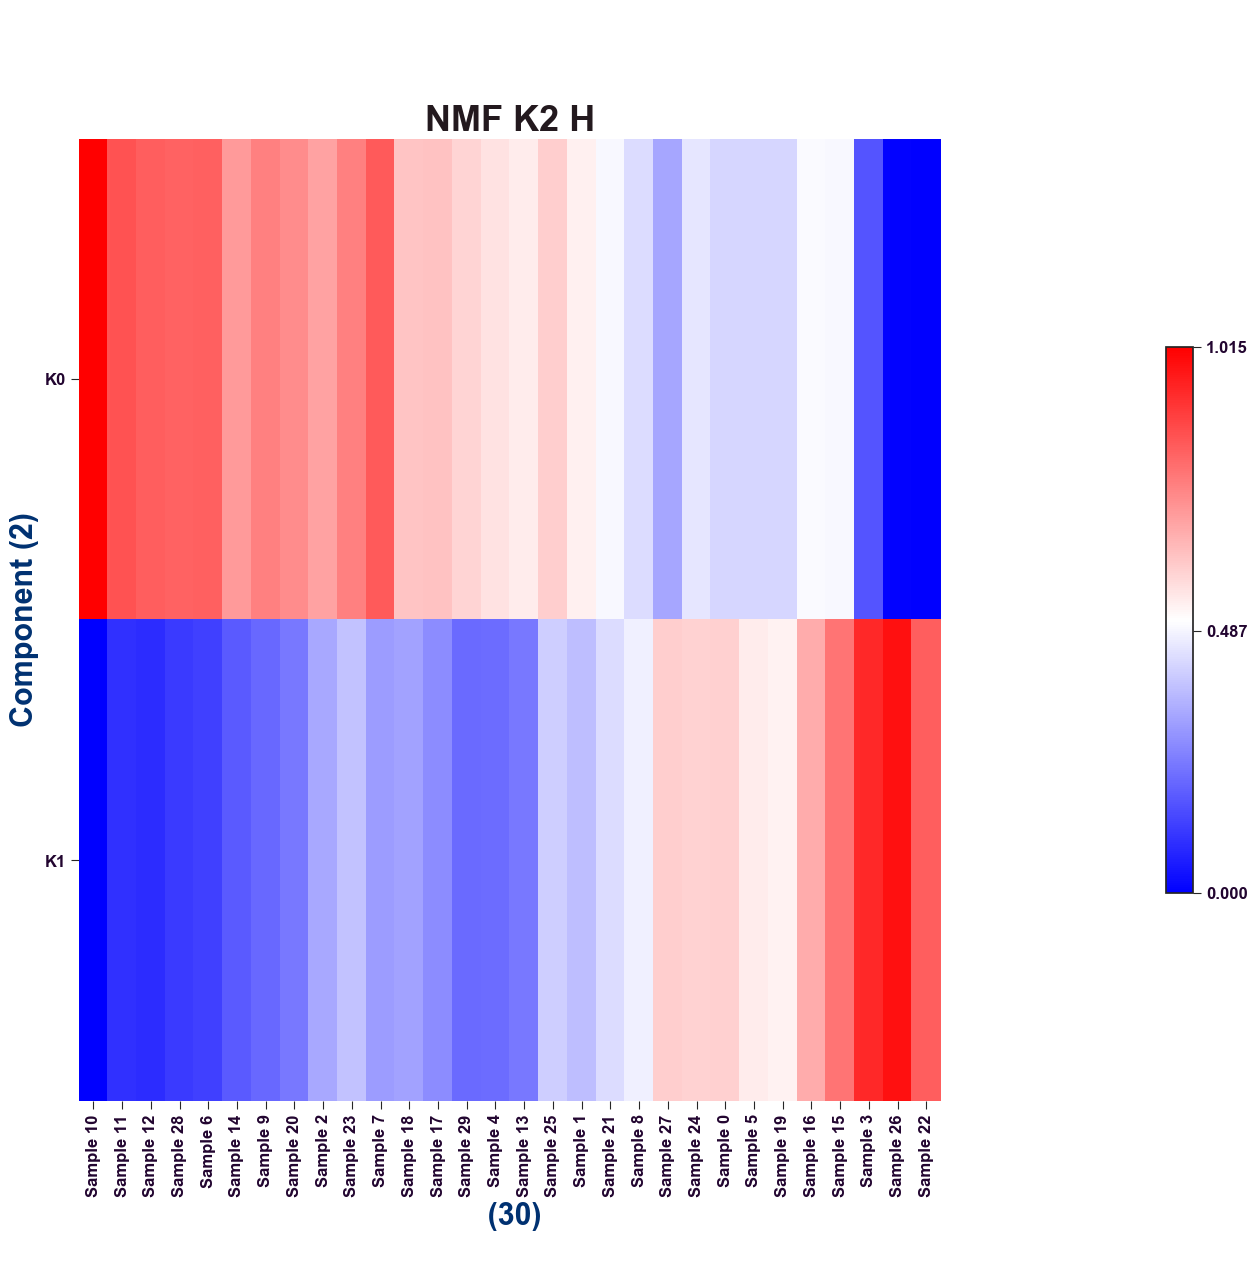 NMF K2 H
K0
K1
Component (2)
Sample 10
Sample 11
Sample 12
Sample 28
Sample 6
Sample 14
Sample 9
Sample 20
Sample 2
Sample 23
Sample 7
Sample 18
Sample 17
Sample 29
Sample 4
Sample 13
Sample 25
Sample 1
Sample 21
Sample 8
Sample 27
Sample 24
Sample 0
Sample 5
Sample 19
Sample 16
Sample 15
Sample 3
Sample 26
Sample 22
(30)
1.015
0.487
0.000